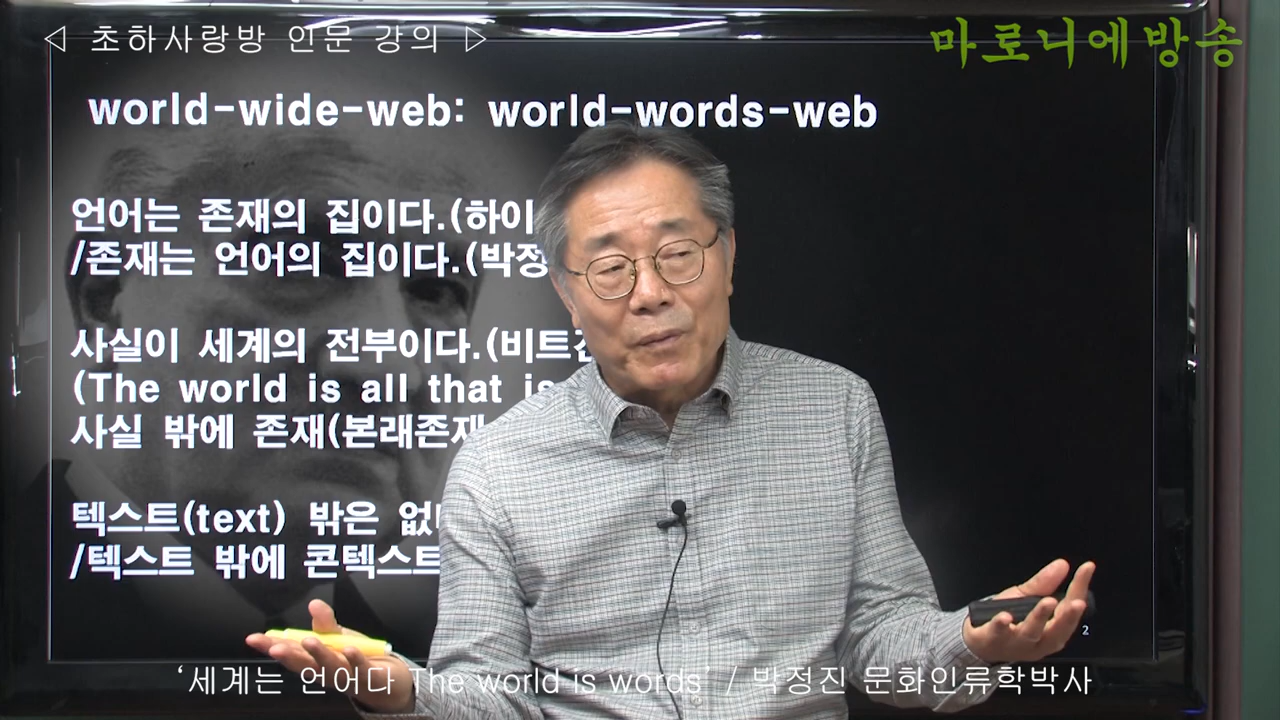 ◁ 초하사랑방 인문 강의 ▷
마로니에방송
world-wide-web: world-words-web
언어는 존재의 집이다.(하이
/존재는 언어의 집이다.(박정
사실이 세계의 전부이다.(비트
(The world is all that is
사실 밖에 존재(본래존재
텍스트(text) 밖은 없
/텍스트 밖에 콘텍스트
2
‘세계는 언어다 The world is words’ / 박정진 문화인류학박사